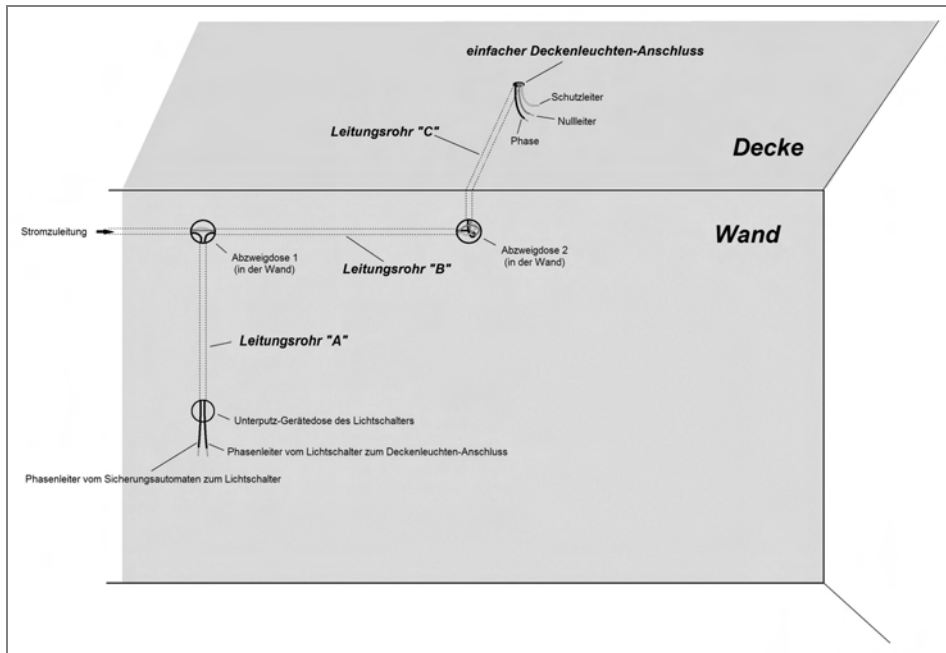 einfacher Deckenleuchten-Anschluss
Schutzleiter
Nullleiter
Phase
Leitungsrohr "C"
Decke
Wand
Stromzuleitung
Abzweigdose 1
(in der Wand)
Abzweigdose 2
(in der Wand)
Leitungsrohr "B"
Leitungsrohr "A"
Unterputz-Gerätedose des Lichtschalters
Phasenleiter vom Lichtschalter zum Deckenleuchten-Anschluss
Phasenleiter vom Sicherungsautomaten zum Lichtschalter